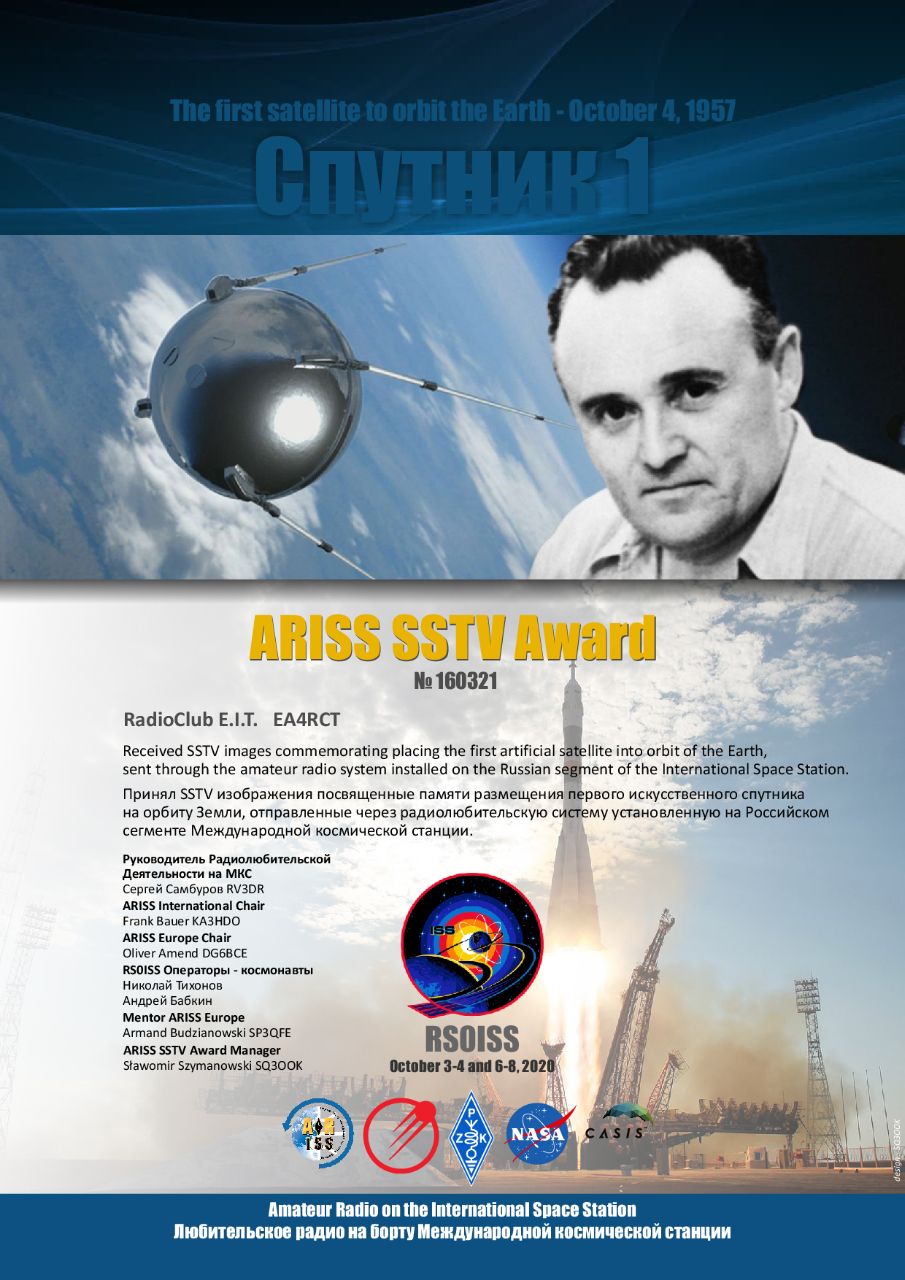 The first satellite to orbit the Earth - October 4, 1957
Спутник 1
ARISS SSTV Award
№ 160321
RadioClub E.I.T. EA4RCT
Received SSTV images commemorating placing the first artificial satellite into orbit of the Earth,
sent through the amateur radio system installed on the Russian segment of the International Space Station.
Принял SSTV изображения посвященные памяти размещения первого искусственного спутника
на орбиту Земли, отправленные через радиолюбительскую систему установленную на Российском
сегменте Международной космической станции.
Руководитель Радиолюбительской
Деятельности на МКС
Сергей Самбуров RV3DR
ARISS International Chair
Frank Bauer KA3HDO
ARISS Europe Chair
Oliver Amend DG6BCE
RS0ISS Операторы - космонавты
Николай Тихонов
Андрей Бабкин
Mentor ARISS Europe
Armand Budzianowski SP3QFE
ARISS SSTV Award Manager
Sławomir Szymanowski SQ3OOK
ISS
RS0ISS
October 3-4 and 6-8, 2020
AR
ISS
PZK
NASA
CASIS
design: SQ3OOK
Amateur Radio on the International Space Station
Любительское радио на борту Международной космической станции